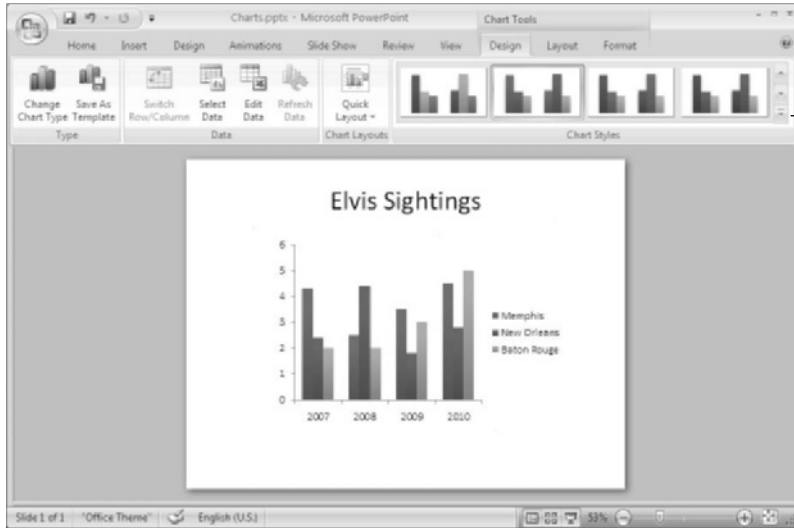 Charts.pptx - Microsoft PowerPoint
Chart Tools
Home Insert Design Animations Slide Show Review View Design Layout Format
Change Chart Type
Save As Template
Switch Row/Column
Select Data
Edit Data
Refresh Data
Quick Layout
Type
Data
Chart Layouts
Chart Styles
Elvis Sightings
6
5
4
3
2
1
0
2007 2008 2009 2010
Memphis
New Orleans
Baton Rouge
Slide 1 of 1 "Office Theme" English (U.S.) 53%